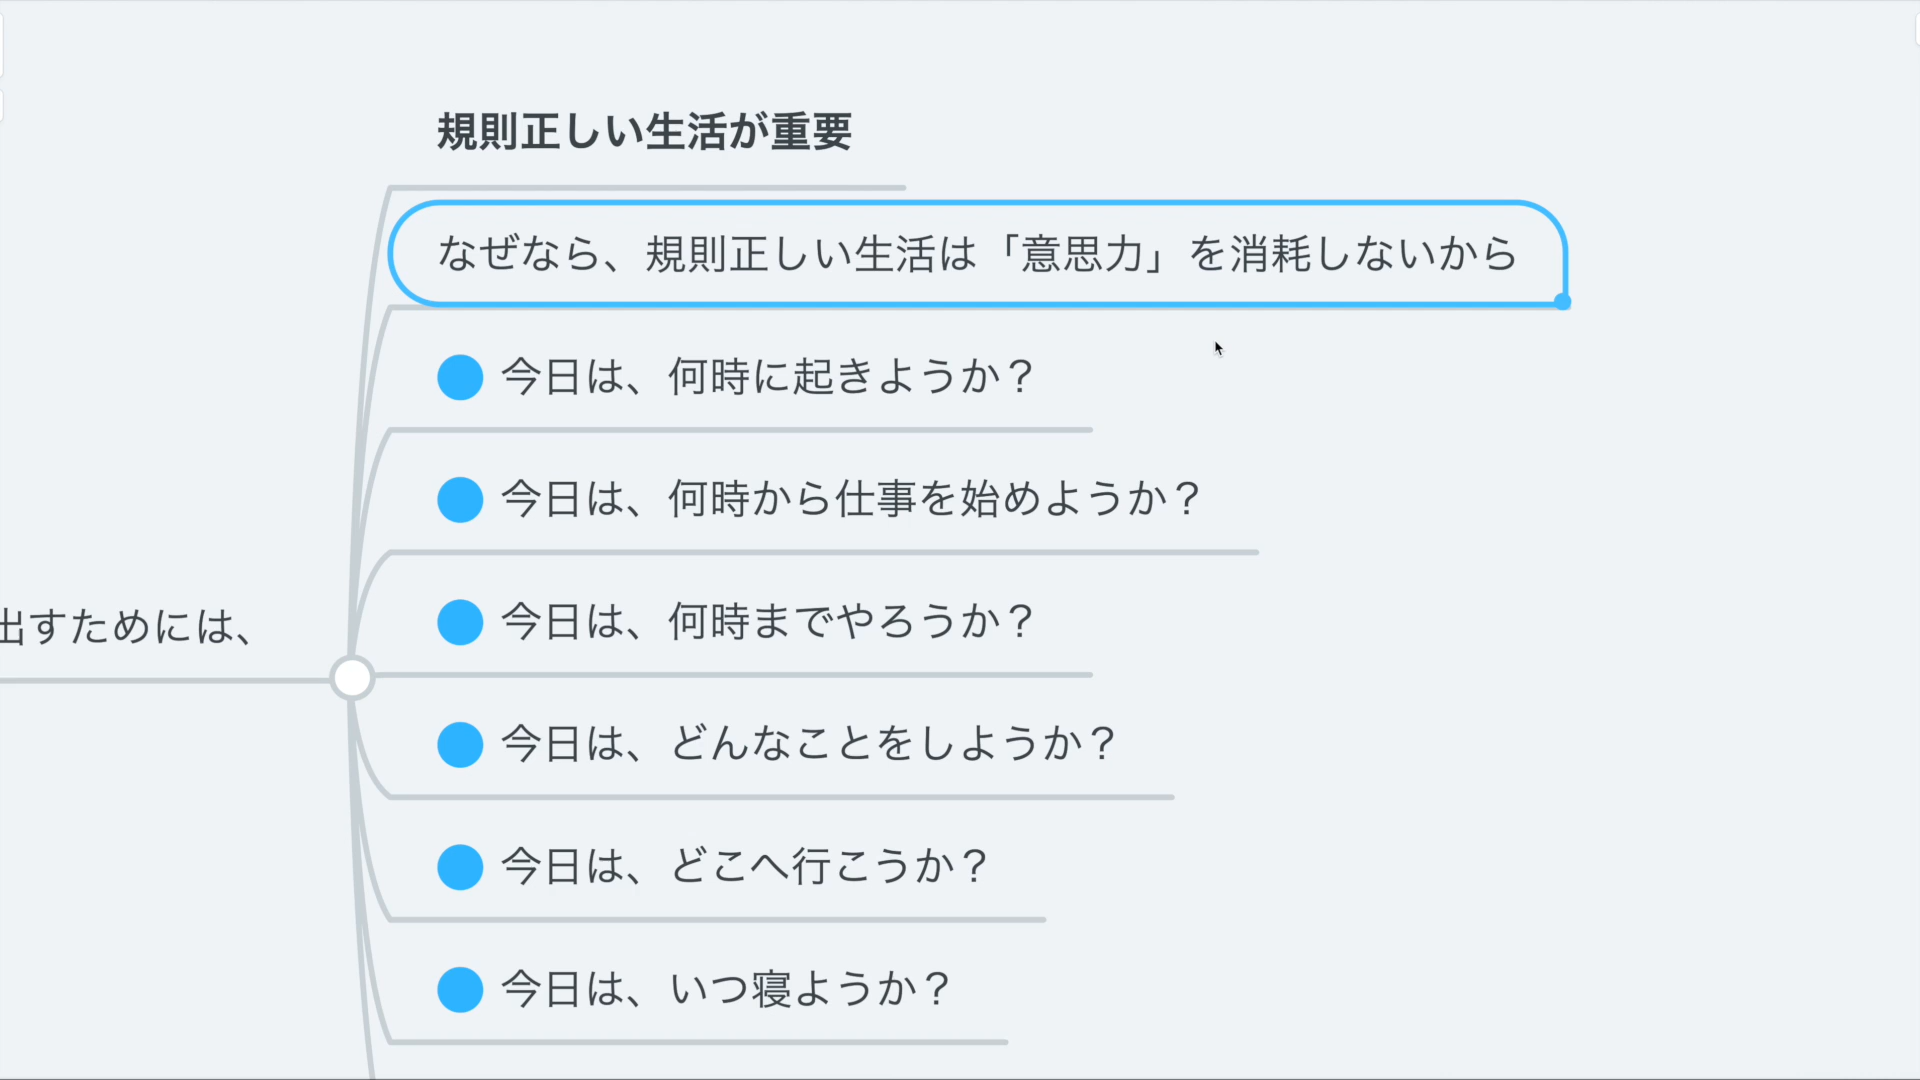 規則正しい生活が重要
なぜなら、規則正しい生活は「意思力」を消耗しないから
今日は、何時に起きようか？
今日は、何時から仕事を始めようか？
出すためには、
今日は、何時までやろうか？
今日は、どんなことをしようか？
今日は、どこへ行こうか？
今日は、いつ寝ようか？